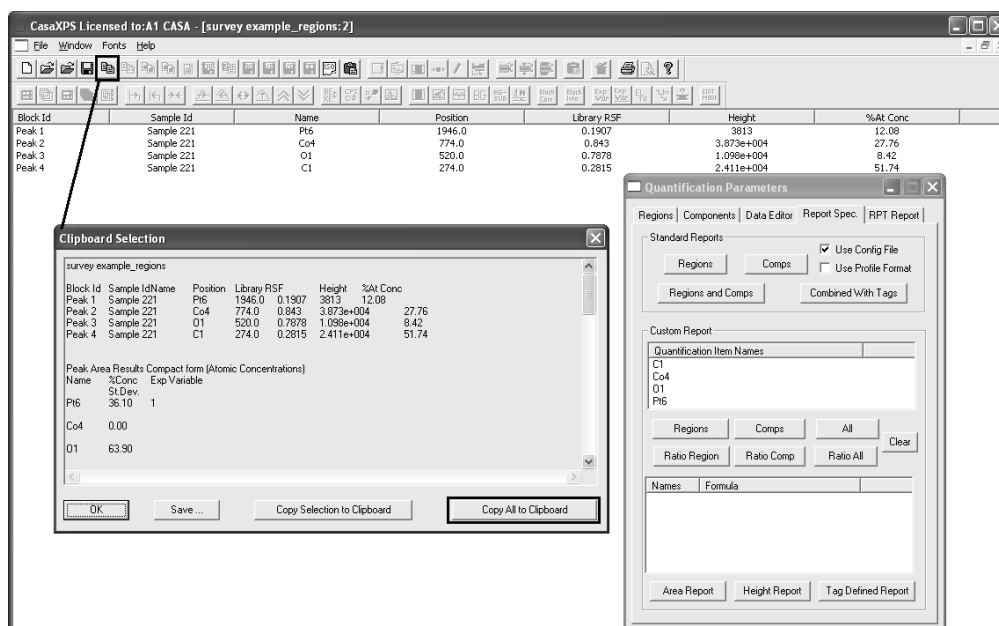 CasaXPS Licensed to:A1 CASA - [survey example_regions:2]
File Window Fonts Help
Block Id Sample Id Name Position Library RSF Height %At Conc
Peak 1 Sample 221 Pt6 1946.0 0.1907 3813 12.08
Peak 2 Sample 221 Co4 774.0 0.843 3.873e+004 27.76
Peak 3 Sample 221 O1 520.0 0.7878 1.098e+004 8.42
Peak 4 Sample 221 C1 274.0 0.2815 2.411e+004 51.74
Clipboard Selection
survey example_regions
Block Id Sample IdName Position Library RSF Height %At Conc
Peak 1 Sample 221 Pt6 1946.0 0.1907 3813 12.08
Peak 2 Sample 221 Co4 774.0 0.843 3.873e+004 27.76
Peak 3 Sample 221 O1 520.0 0.7878 1.098e+004 8.42
Peak 4 Sample 221 C1 274.0 0.2815 2.411e+004 51.74
Peak Area Results Compact form (Atomic Concentrations)
Name %Conc Exp Variable
St.Dev.
Pt6 36.10 1
Co4 0.00
O1 63.90
OK Save ... Copy Selection to Clipboard Copy All to Clipboard
Quantification Parameters
Regions Components Data Editor Report Spec. RPT Report
Standard Reports
Use Config File
Regions Comps
Use Profile Format
Regions and Comps Combined With Tags
Custom Report
Quantification Item Names
C1
Co4
O1
Pt6
Regions Comps All
Clear
Ratio Region Ratio Comp Ratio All
Names Formula
Area Report Height Report Tag Defined Report